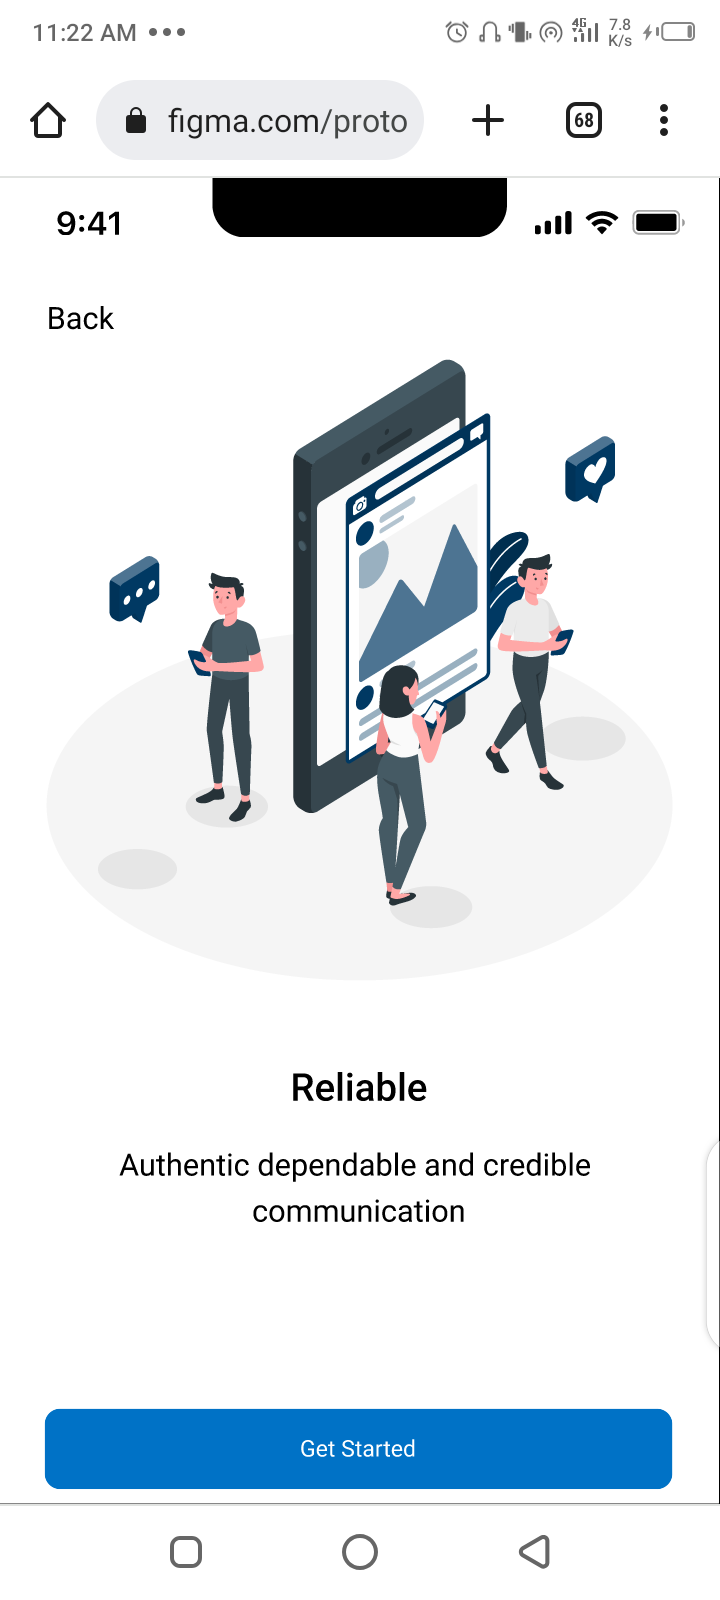 11:22 AM
4G
7.8
K/s
figma.com/proto
68
9:41
Back
Reliable
Authentic dependable and credible
communication
Get Started